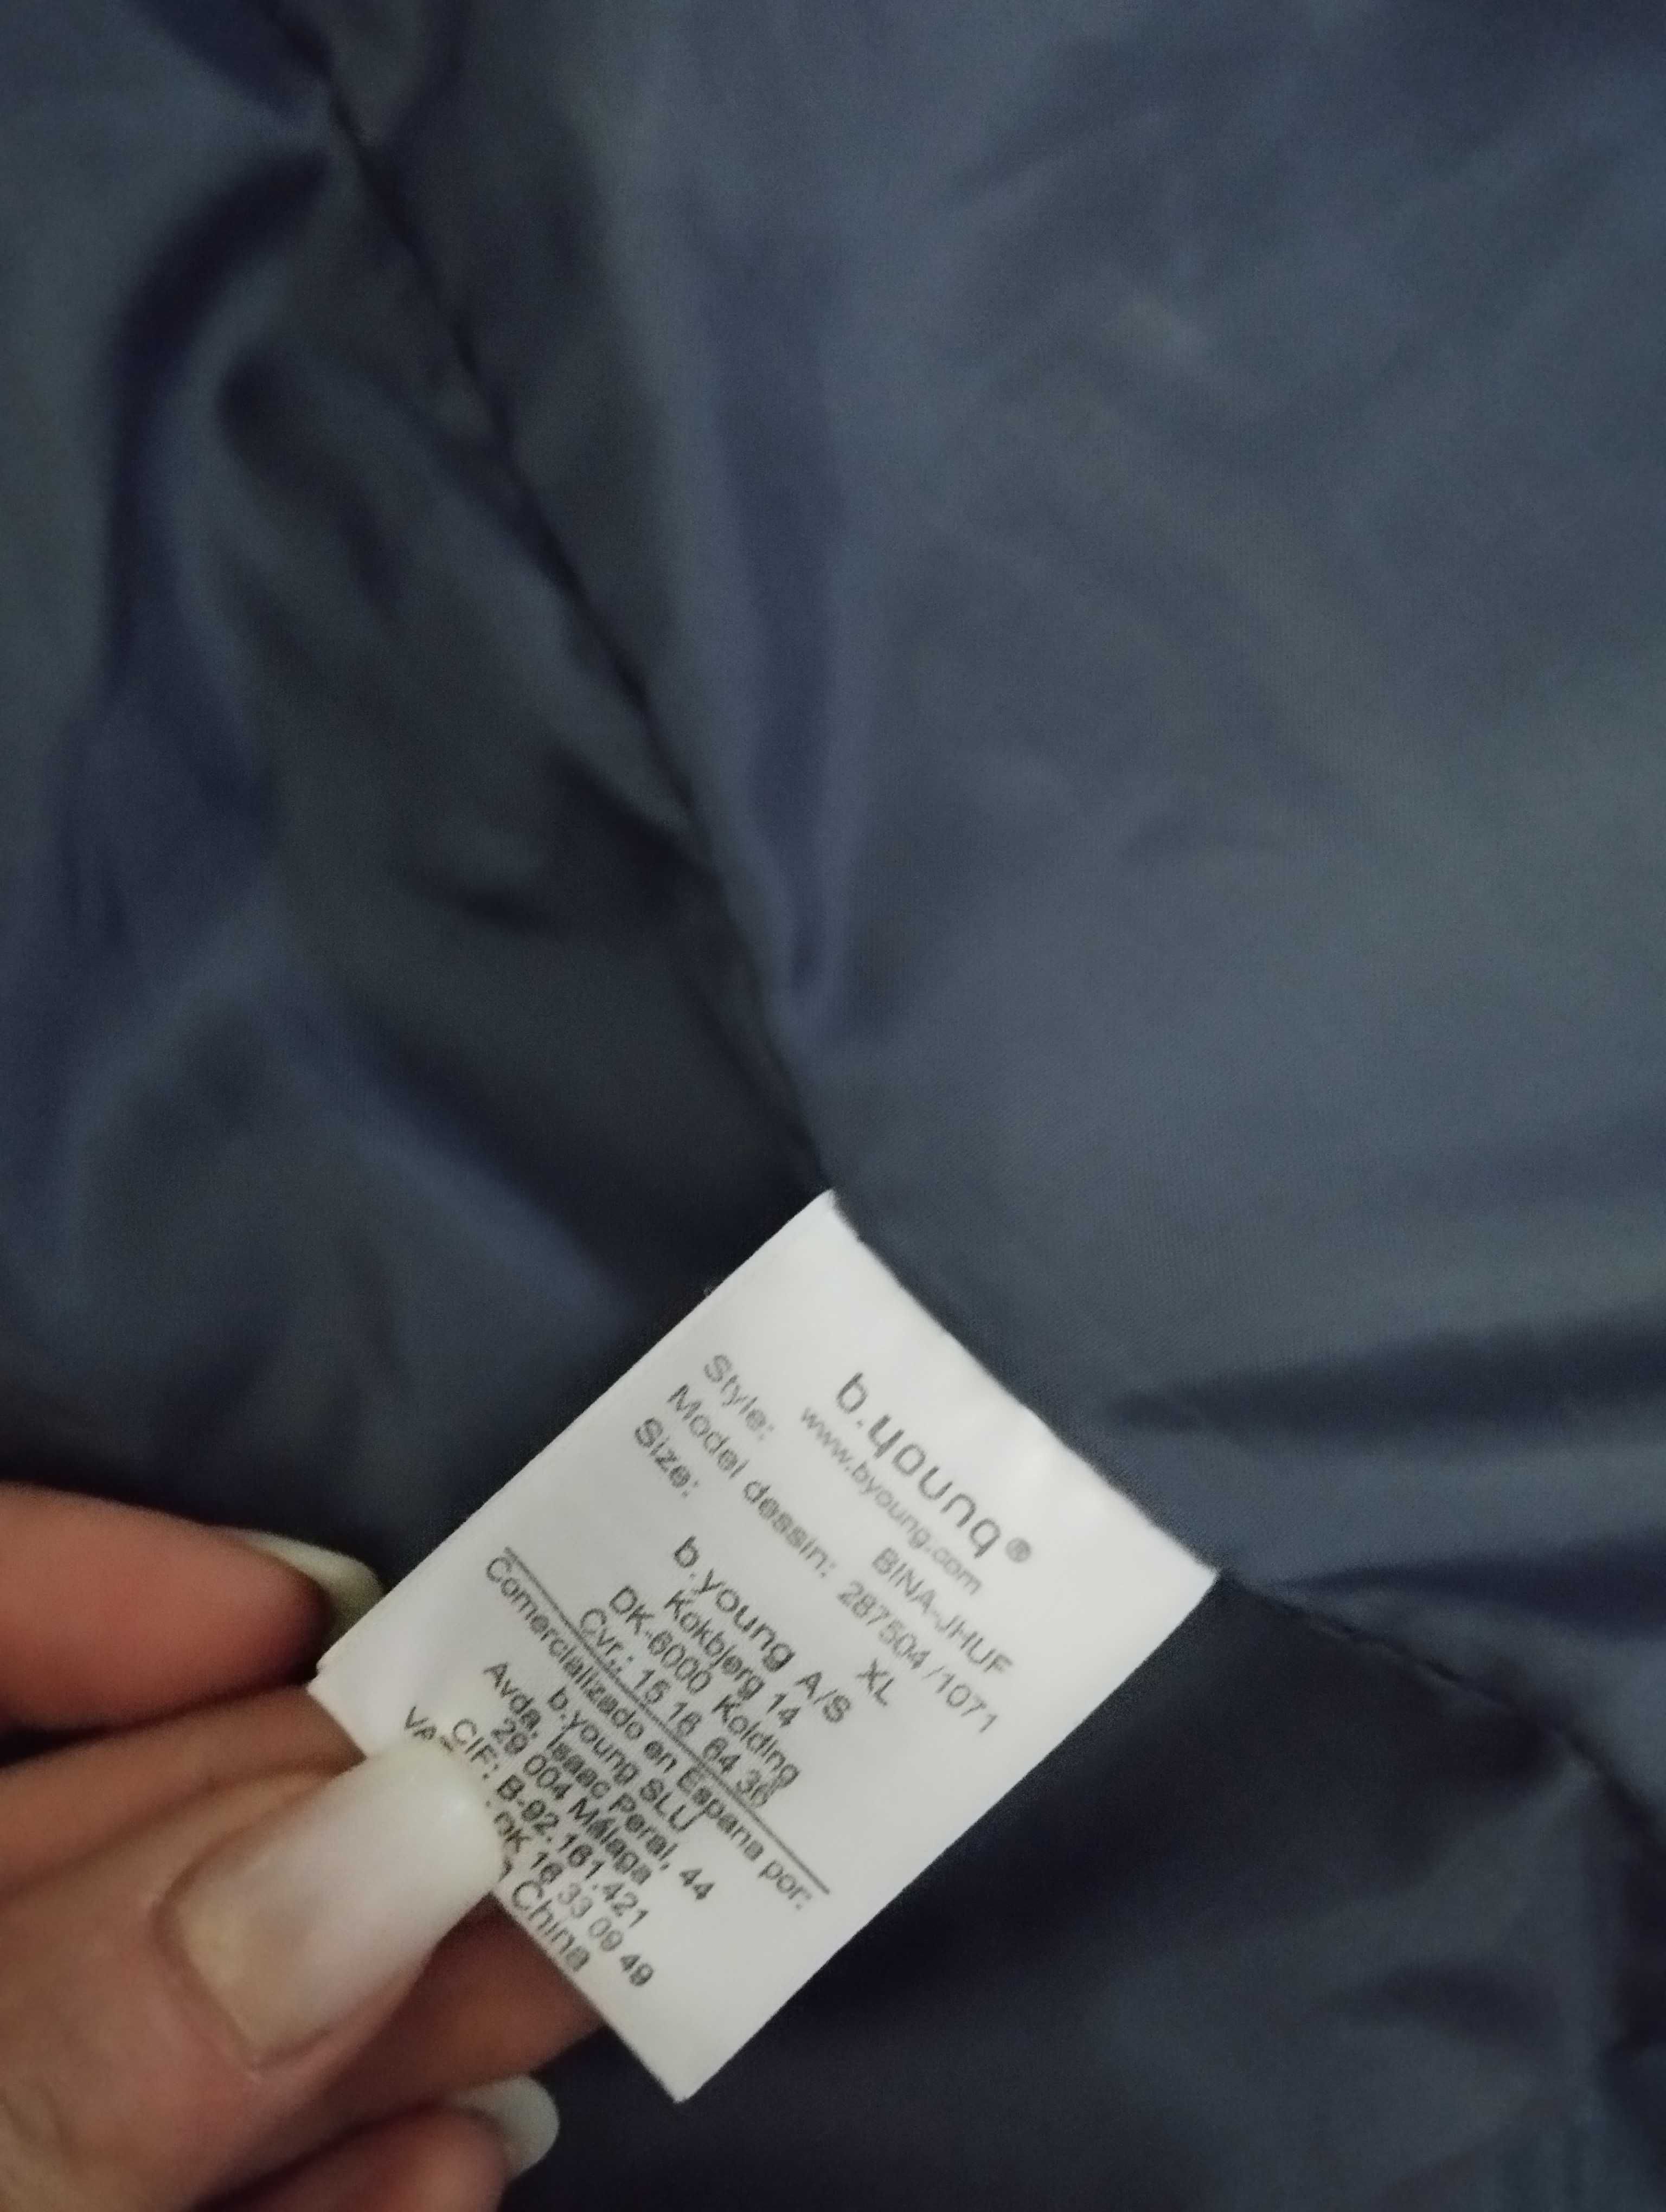 b.young®
www.byoung.com
Style: BINA-JHUF
Model dessin: 287504 /1071
Size: XL
b.young A/S
Kokbjerg 14
DK-6000 Kolding
Cvr.: 15 16 64 36
Comercializado en Espana por:
b.young SLU
Avda. Isaac Peral, 44
29 004 Málaga
CIF: B-92.161.421
DK 16 33 09 49
China